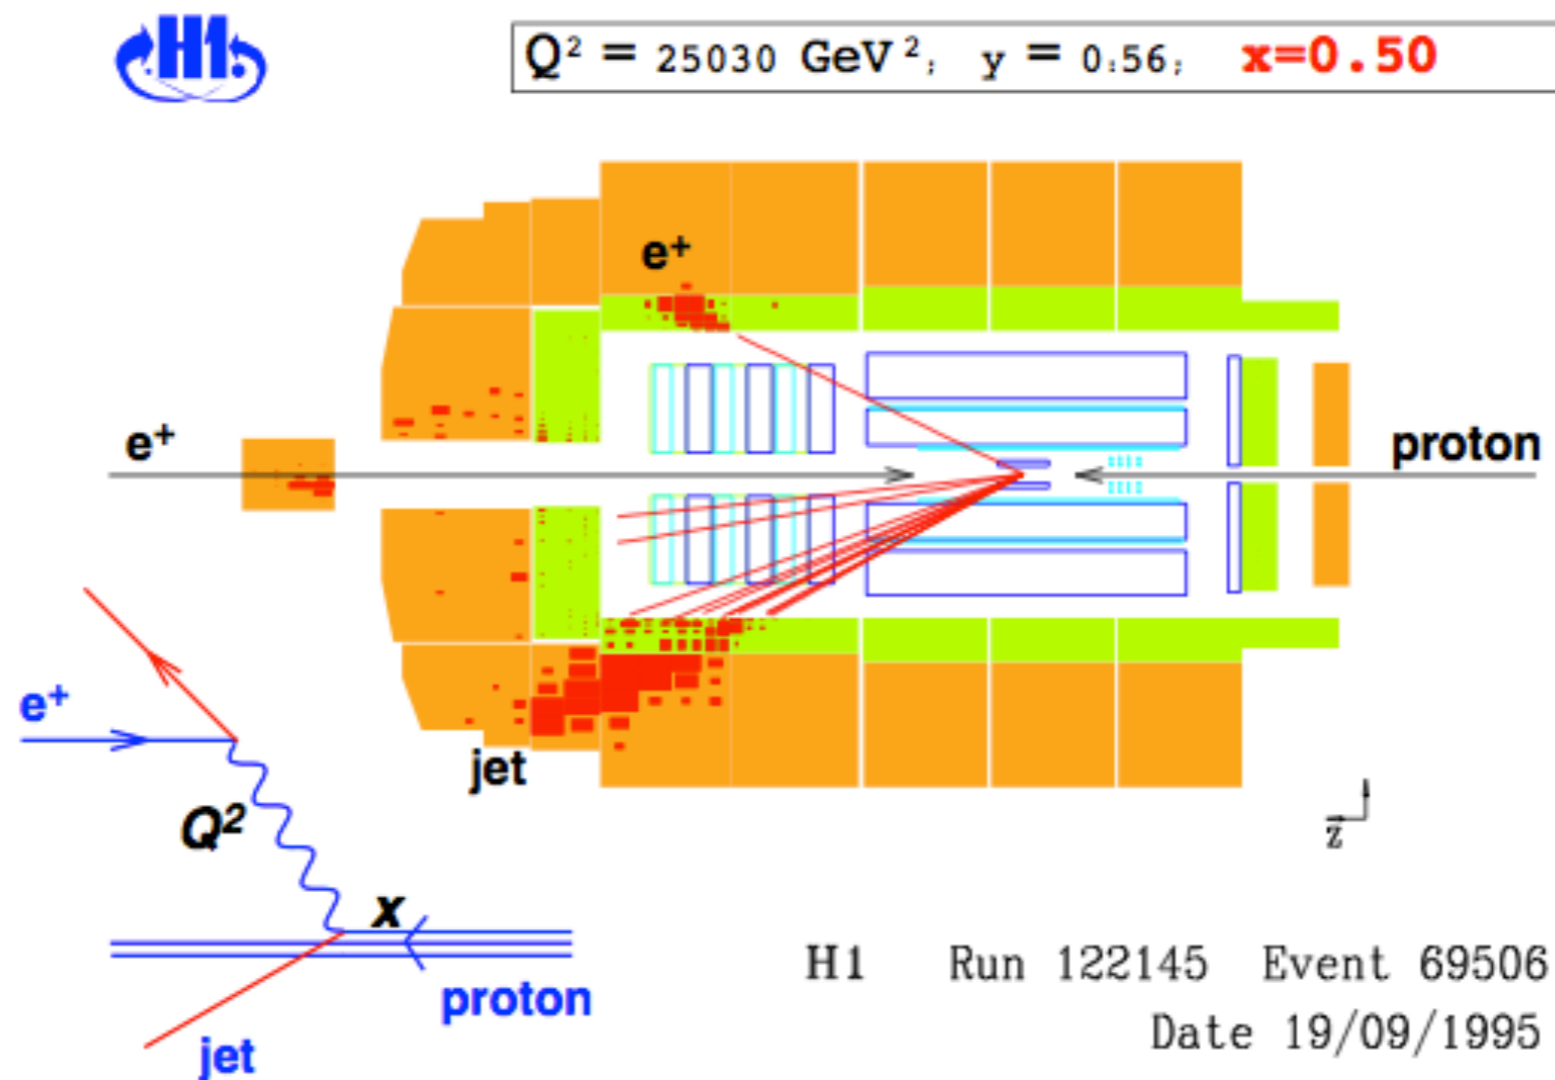 H1
Q² = 25030 GeV²; y = 0.56; x=0.50
e⁺
e⁺
proton
jet
z
e⁺
Q²
x
proton
jet
H1 Run 122145 Event 69506
Date 19/09/1995